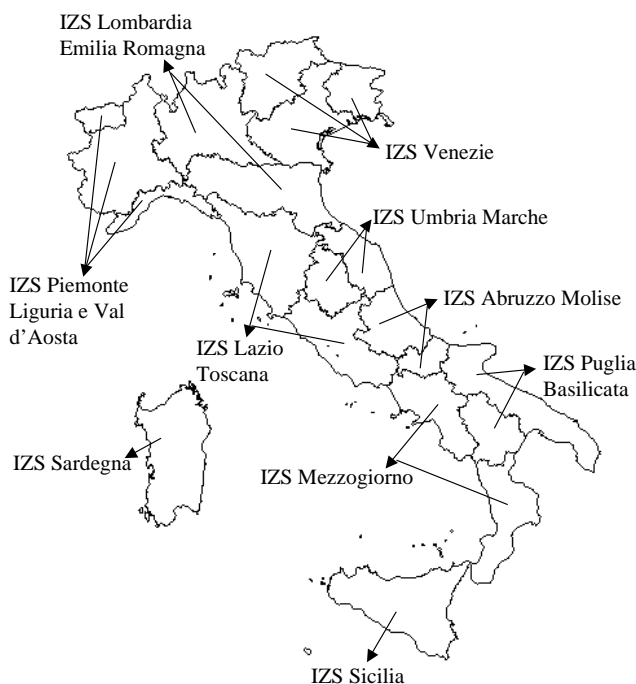 IZS Lombardia
Emilia Romagna
IZS Venezie
IZS Umbria Marche
IZS Piemonte
Liguria e Val
d’Aosta
IZS Abruzzo Molise
IZS Lazio
Toscana
IZS Puglia
Basilicata
IZS Sardegna
IZS Mezzogiorno
IZS Sicilia